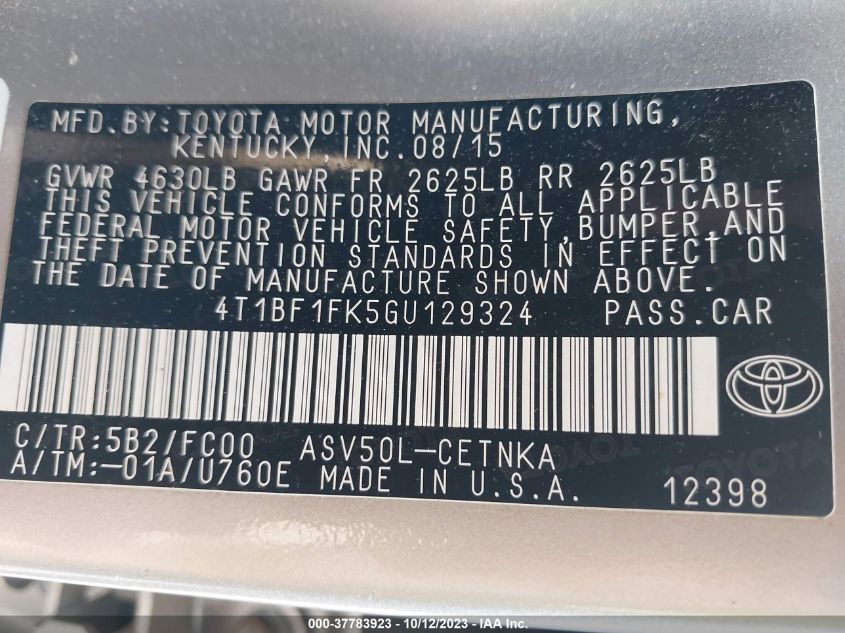 MFD.BY:TOYOTA MOTOR MANUFACTURING,
KENTUCKY,INC.08/15
GVWR 4630LB GAWR FR 2625LB RR 2625LB
THIS VEHICLE CONFORMS TO ALL APPLICABLE
FEDERAL MOTOR VEHICLE SAFETY,BUMPER,AND
THEFT PREVENTION STANDARDS IN EFFECT ON
THE DATE OF MANUFACTURE SHOWN ABOVE.
4T1BF1FK5GU129324 PASS.CAR
C/TR:5B2/FC00 ASV50L-CETNKA
A/TM:-01A/U760E MADE IN U.S.A. 12398
000-37783923 - 10/12/2023 - IAA Inc.